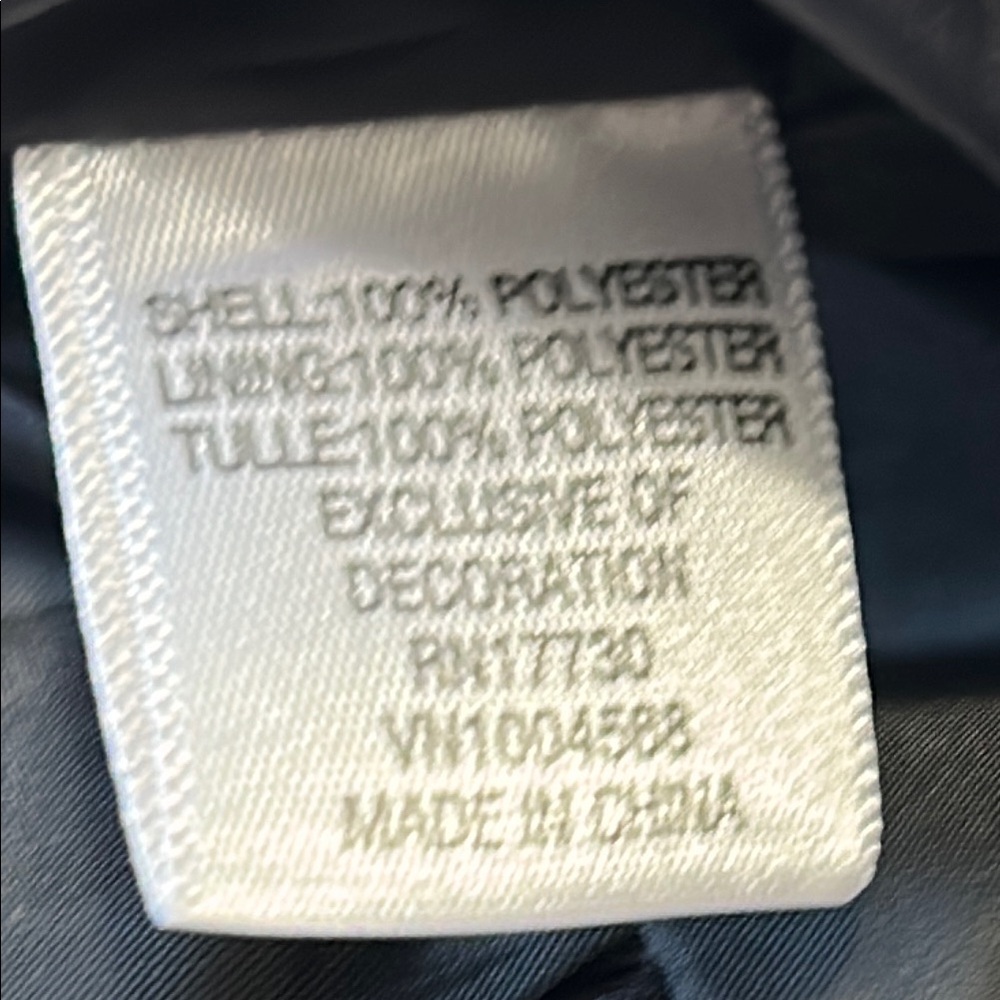 SHELL:100% POLYESTER
LINING:100% POLYESTER
TULLE:100% POLYESTER
EXCLUSIVE OF
DECORATION
RN17730
VN1004588
MADE IN CHINA